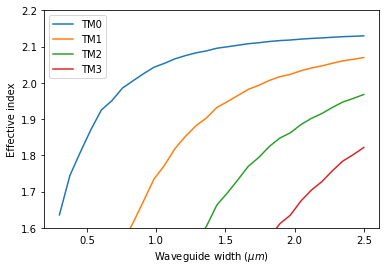 2.2
2.1
2.0
1.9
1.8
1.7
1.6
Effective index
TM0
TM1
TM2
TM3
0.5 1.0 1.5 2.0 2.5
Waveguide width (μm)